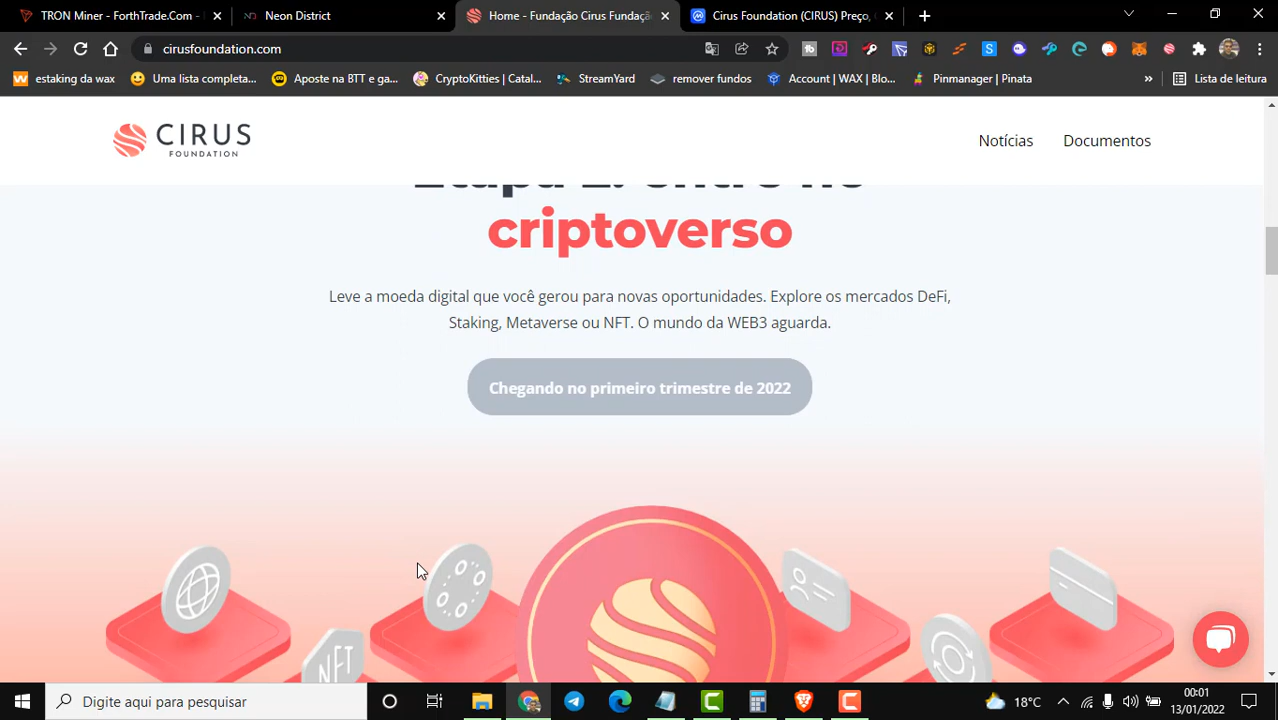 TRON Miner - ForthTrade.Com -
Neon District
Home - Fundação Cirus Fundaçã
Cirus Foundation (CIRUS) Preço,
cirusfoundation.com
estaking da wax
Uma lista completa...
Aposte na BTT e ga...
CryptoKitties | Catal...
StreamYard
remover fundos
Account | WAX | Blo...
Pinmanager | Pinata
»
Lista de leitura
CIRUS
FOUNDATION
Notícias
Documentos
criptoverso
Leve a moeda digital que você gerou para novas oportunidades. Explore os mercados DeFi,
Staking, Metaverse ou NFT. O mundo da WEB3 aguarda.
Chegando no primeiro trimestre de 2022
NFT
Digite aqui para pesquisar
18°C
00:01
13/01/2022